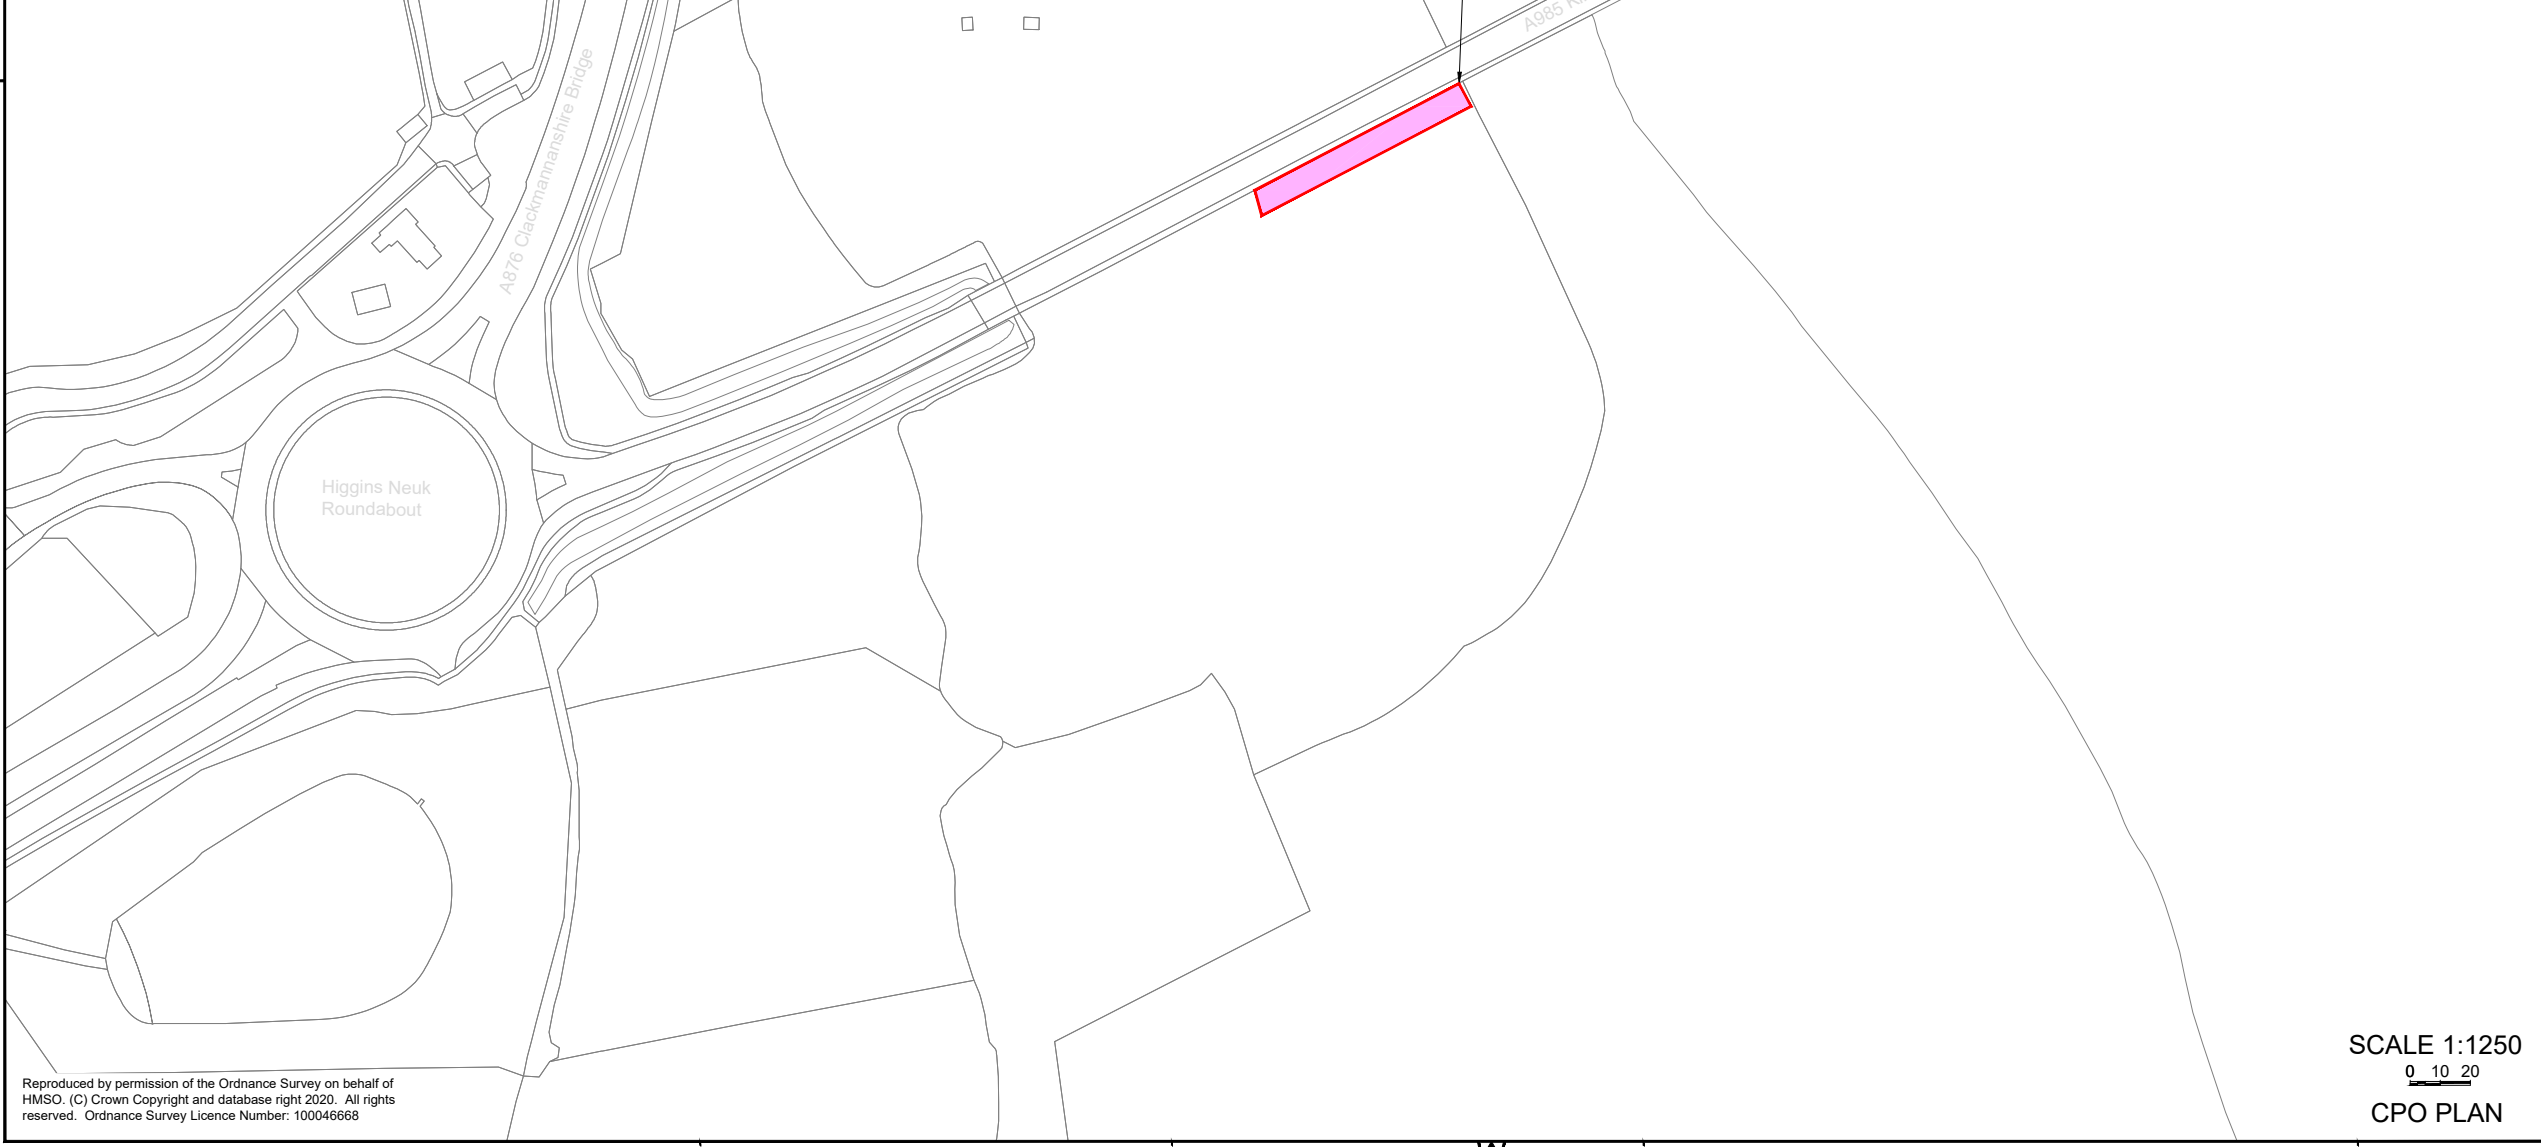 A985
A876 Clackmannanshire Bridge
Higgins Neuk
Roundabout
SCALE 1:1250
0 10 20
CPO PLAN
Reproduced by permission of the Ordnance Survey on behalf of
HMSO. (C) Crown Copyright and database right 2020. All rights
reserved. Ordnance Survey Licence Number: 100046668